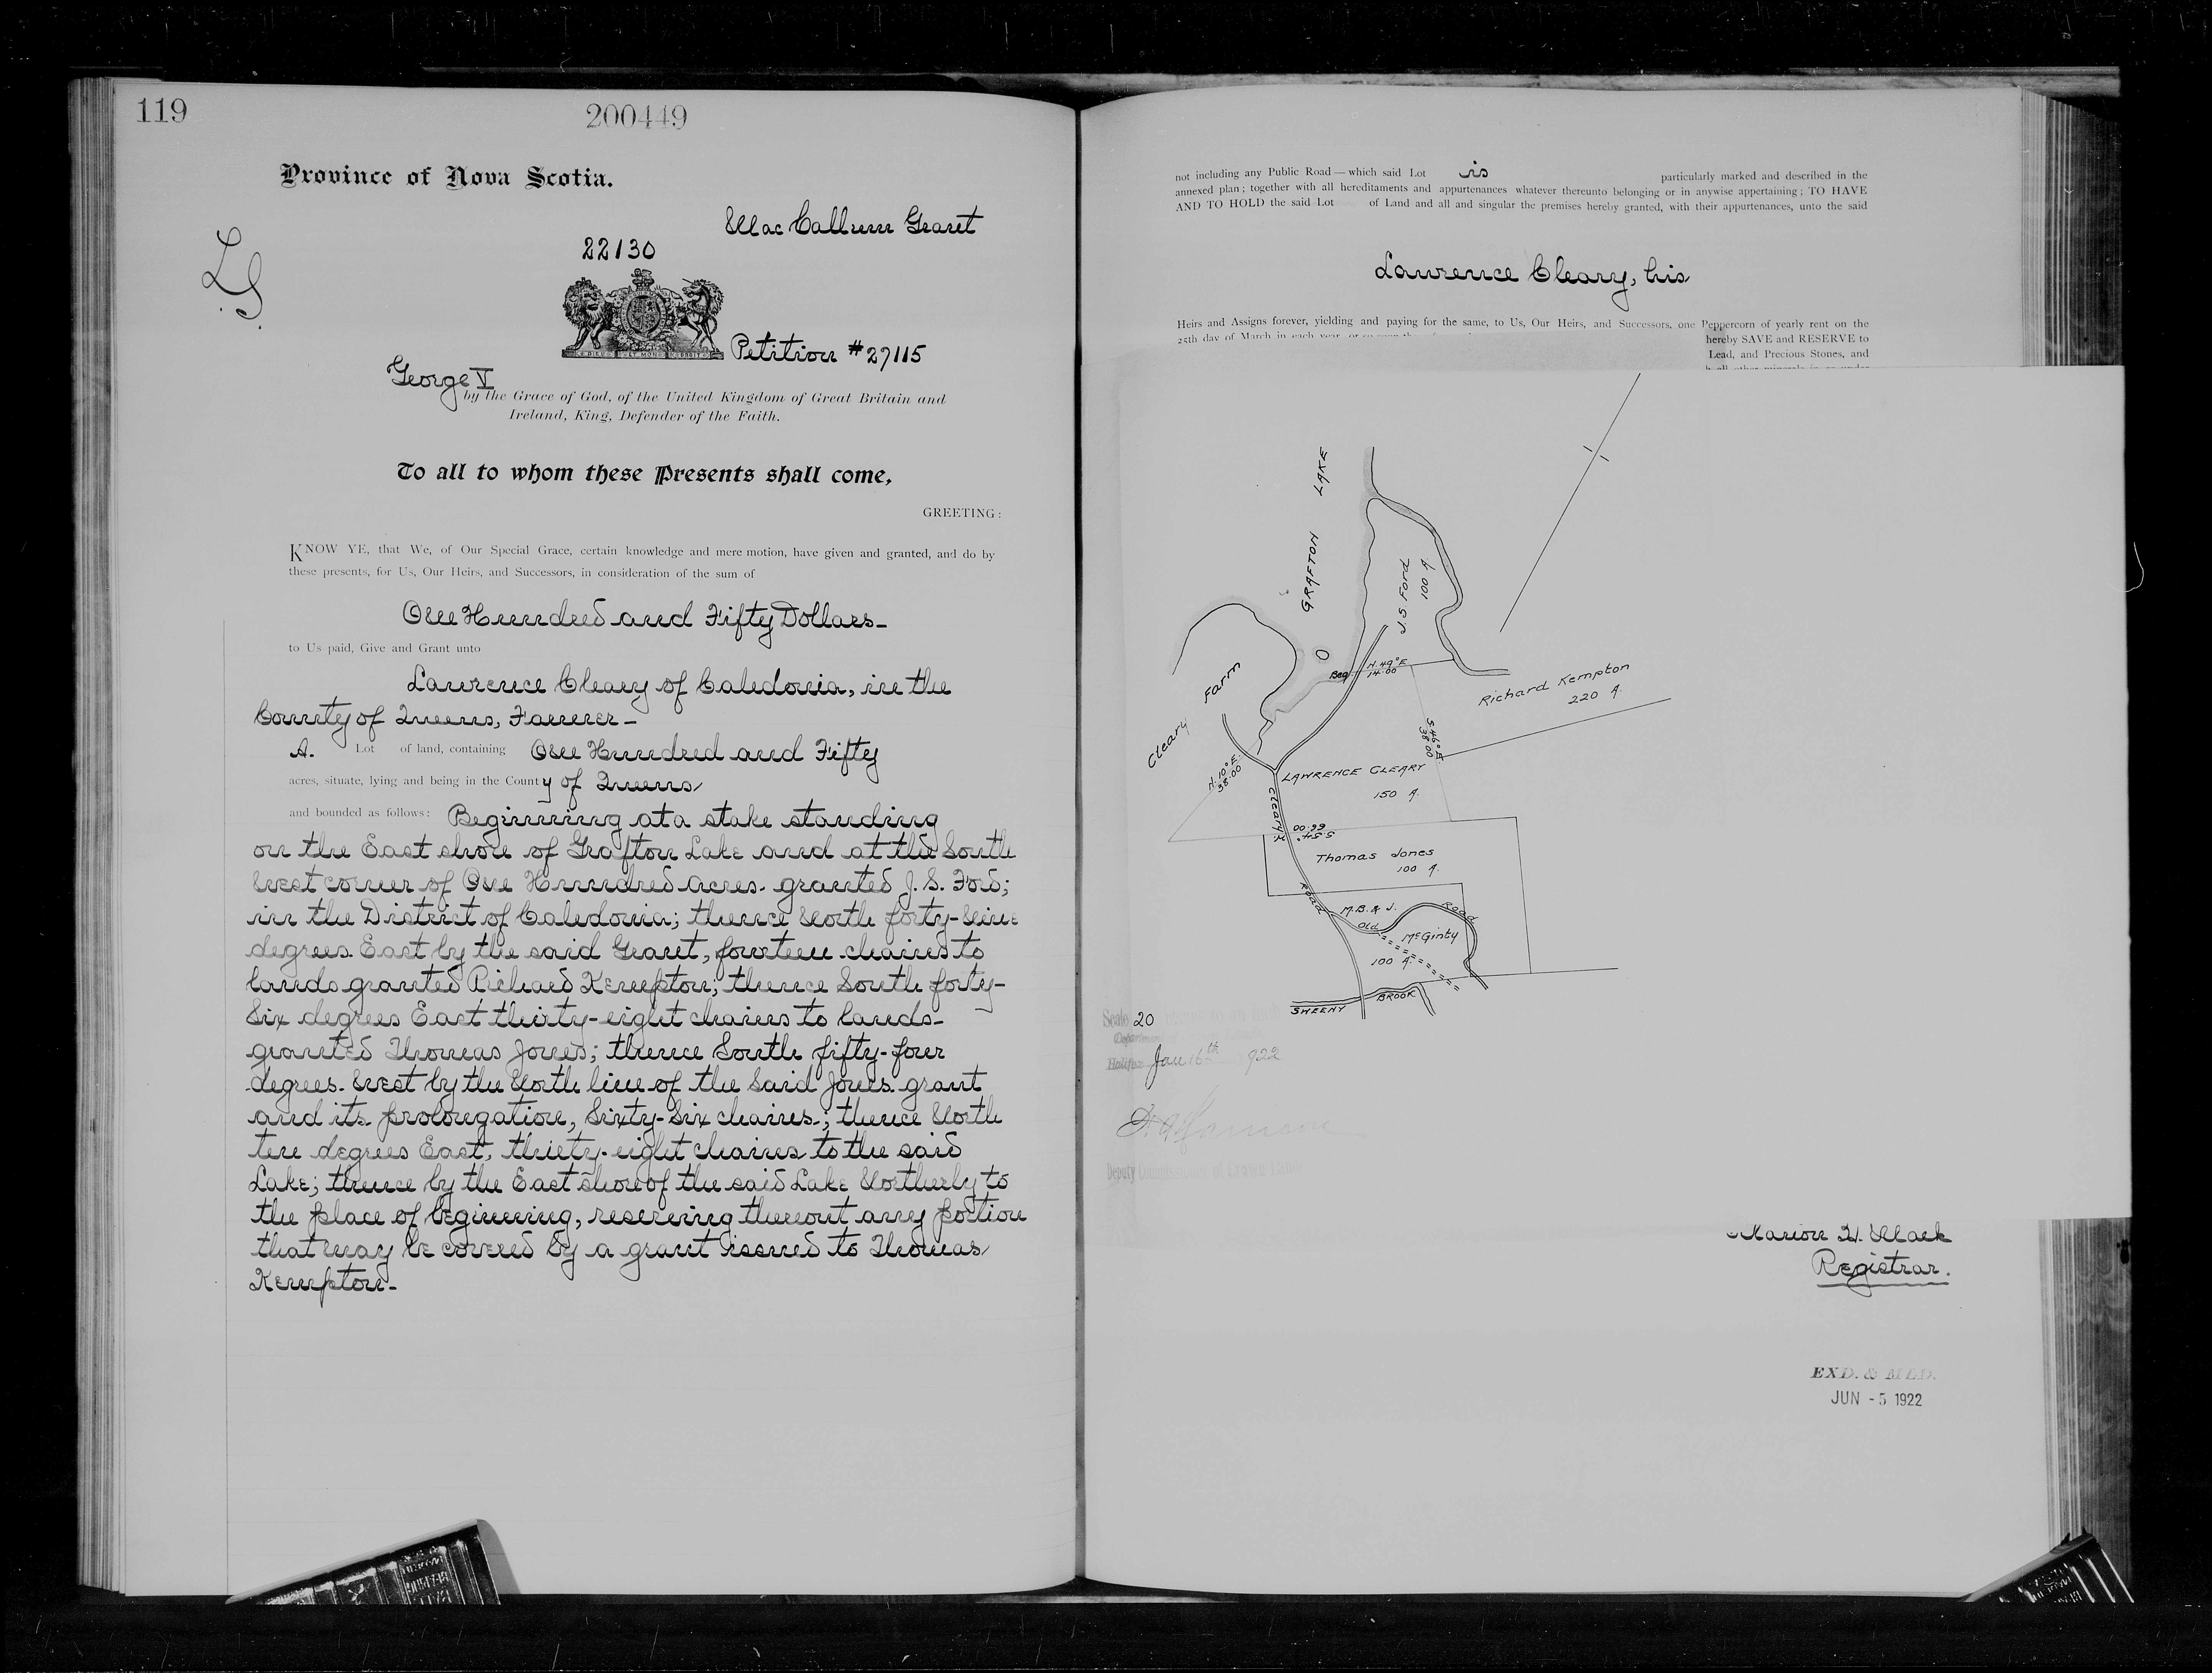 119
200449
Province of Nova Scotia.
MacCallum Grant
L.S.
22130
Petition # 27115
George V
by the Grace of God, of the United Kingdom of Great Britain and
Ireland, King, Defender of the Faith.
To all to whom these Presents shall come,
GREETING:
KNOW YE, that We, of Our Special Grace, certain knowledge and mere motion, have given and granted, and do by
these presents, for Us, Our Heirs, and Successors, in consideration of the sum of
One Hundred and Fifty Dollars-
to Us paid, Give and Grant unto
Lawrence Cleary of Caledonia, in the
County of Queens, Farmer-
A. Lot of land, containing One Hundred and Fifty
acres, situate, lying and being in the County of Queens
and bounded as follows: Beginning at a stake standing
on the East shore of Grafton Lake and at the South
West corner of One Hundred acres granted J. S. Ford;
in the District of Caledonia; thence North forty-nine
degrees East by the said Grant, fourteen chains to
lands granted Richard Kempton; thence South forty-
six degrees East thirty-eight chains to lands-
granted Thomas Jones; thence South fifty-four
degrees West by the North line of the said Jones grant
and its prolongation, Sixty-six chains; thence North
ten degrees East, thirty-eight chains to the said
Lake; thence by the East shore of the said Lake Northerly to
the place of beginning, reserving thereout any portion
that may be covered by a grant issued to Thomas
Kempton-
not including any Public Road — which said Lot is particularly marked and described in the
annexed plan; together with all hereditaments and appurtenances whatever thereunto belonging or in anywise appertaining; TO HAVE
AND TO HOLD the said Lot of Land and all and singular the premises hereby granted, with their appurtenances, unto the said
Lawrence Cleary, his
Heirs and Assigns forever, yielding and paying for the same, to Us, Our Heirs, and Successors, one Peppercorn of yearly rent on the
25th day of March in each year, or so soon
hereby SAVE and RESERVE to
Lead, and Precious Stones, and
GRAFTON LAKE
J. S. Ford
100 A.
Cleary Farm
Beg.
N. 49° E.
14.00
Richard Kempton
220 A.
S. 46° E.
38.00
N. 10° E.
38.00
LAWRENCE CLEARY
150 A.
Cleary's Road
S. 54°
66.00
Thomas Jones
100 A.
M. B. & J.
McGinty
100 A.
Old
Road
SHEENY BROOK
Scale 20
Halifax Jan 16th 1922
Deputy Commissioner of Crown Lands
Registrar.
EXD. & M'L'D.
JUN -5 1922